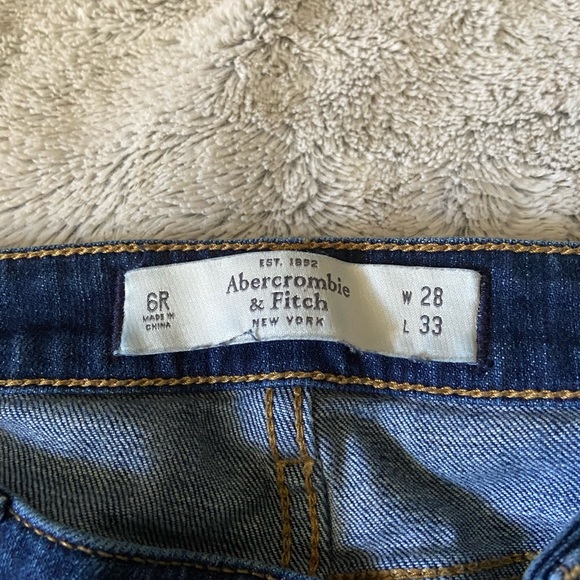 6R
MADE IN
CHINA
EST. 1892
Abercrombie
& Fitch
NEW YORK
W 28
L 33